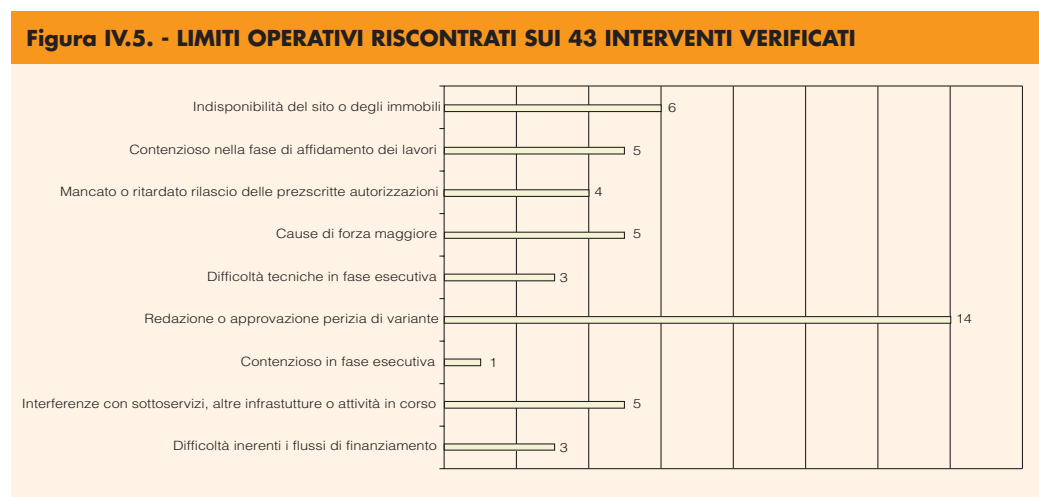 Figura IV.5. - LIMITI OPERATIVI RISCONTRATI SUI 43 INTERVENTI VERIFICATI
Indisponibilità del sito o degli immobili 6
Contenzioso nella fase di affidamento dei lavori 5
Mancato o ritardato rilascio delle prezscritte autorizzazioni 4
Cause di forza maggiore 5
Difficoltà tecniche in fase esecutiva 3
Redazione o approvazione perizia di variante 14
Contenzioso in fase esecutiva 1
Interferenze con sottoservizi, altre infrastutture o attività in corso 5
Difficoltà inerenti i flussi di finanziamento 3